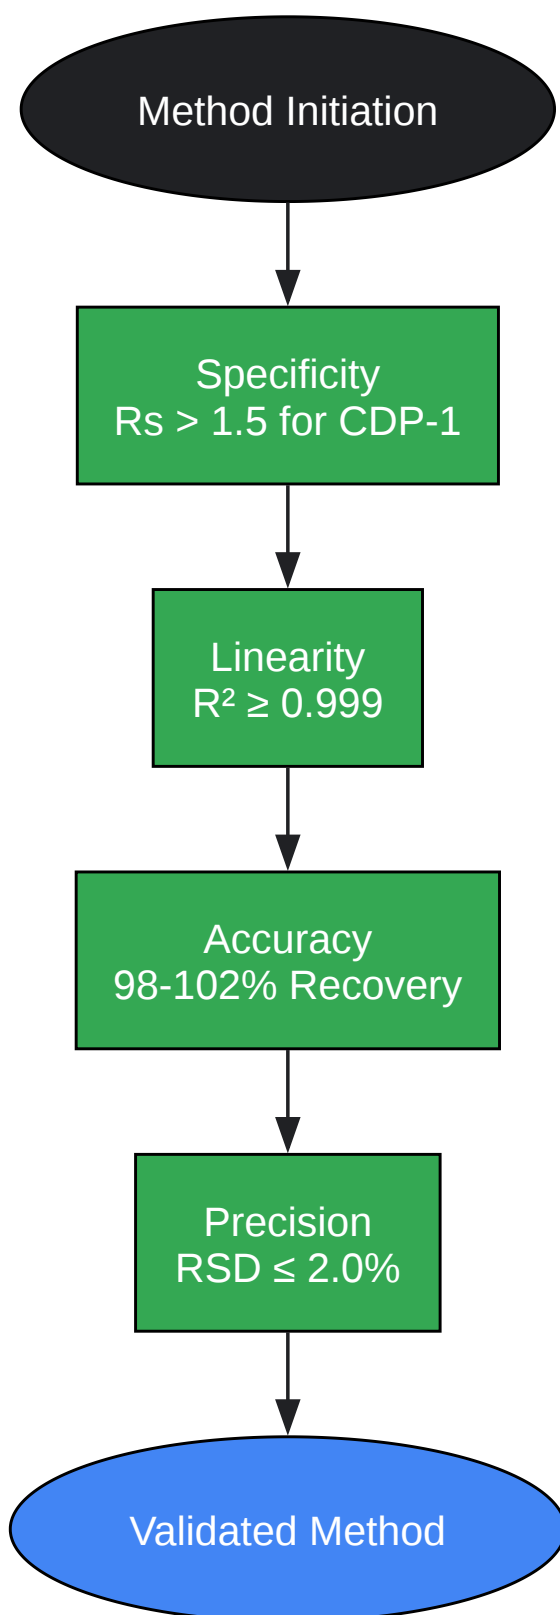 Method Initiation
Specificity
Rs > 1.5 for CDP-1
Linearity
R² ≥ 0.999
Accuracy
98-102% Recovery
Precision
RSD ≤ 2.0%
Validated Method